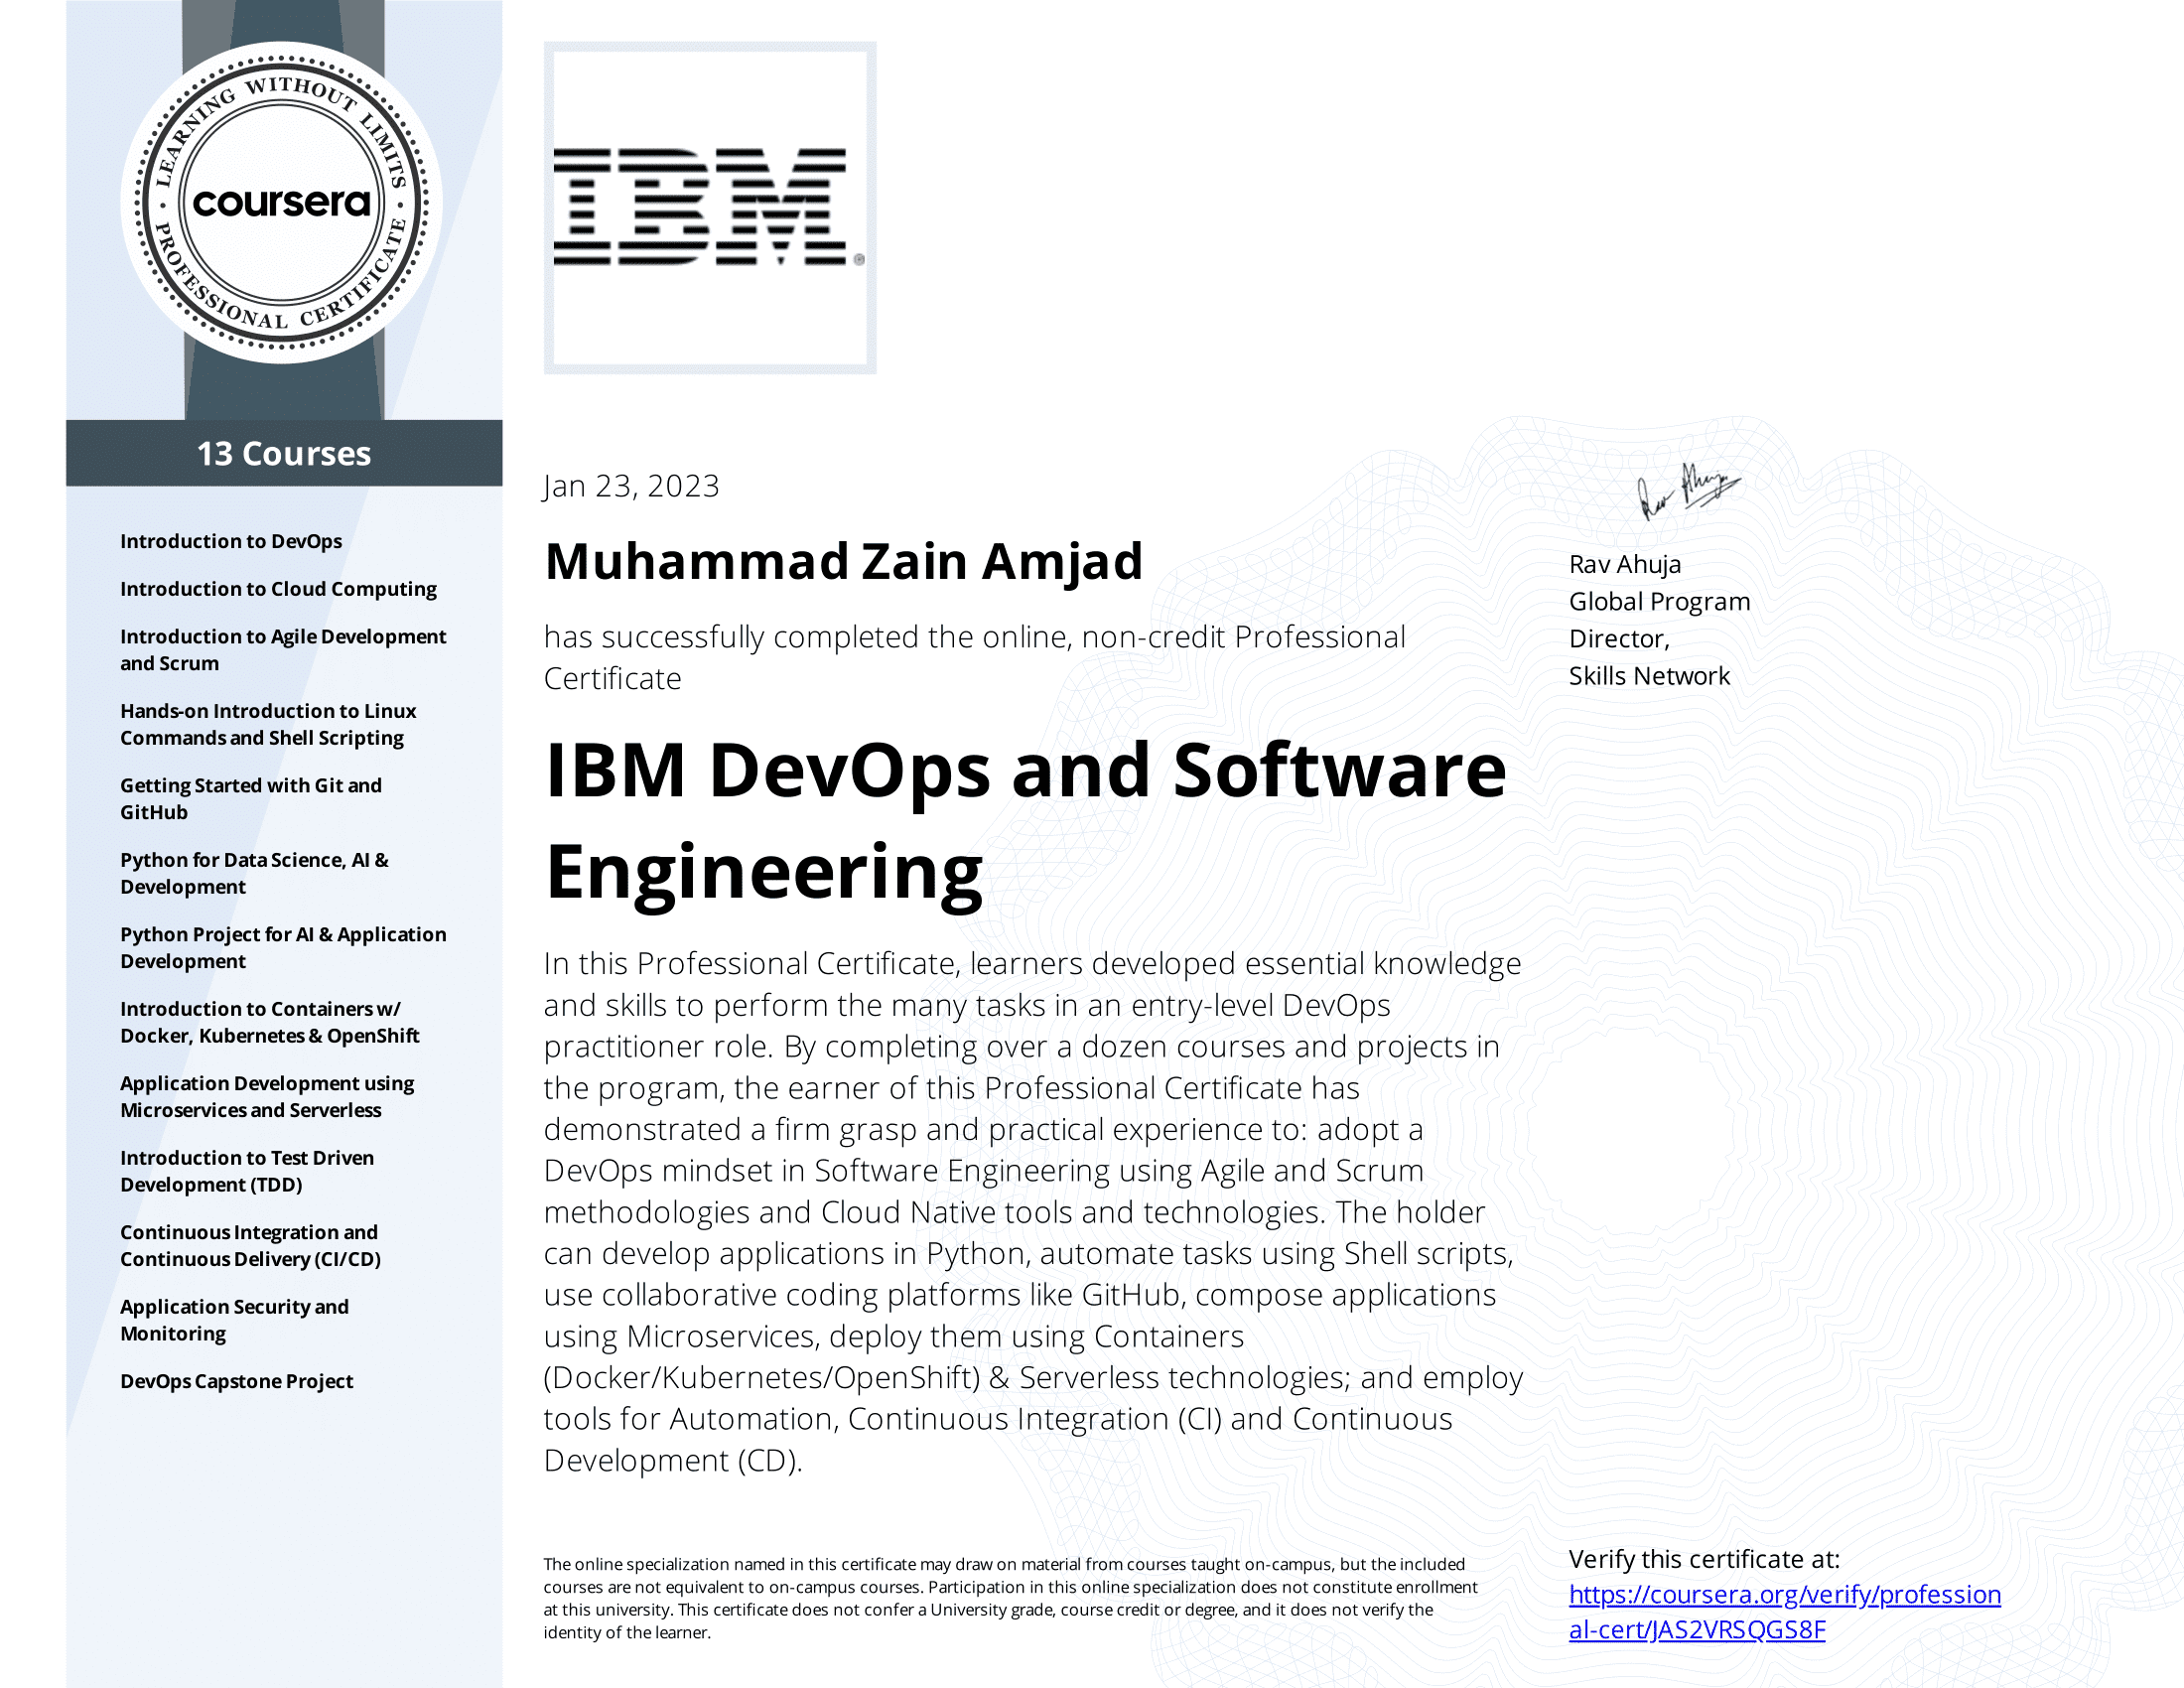 LEARNING WITHOUT LIMITS
coursera
PROFESSIONAL CERTIFICATE
13 Courses
Introduction to DevOps
Introduction to Cloud Computing
Introduction to Agile Development
and Scrum
Hands-on Introduction to Linux
Commands and Shell Scripting
Getting Started with Git and
GitHub
Python for Data Science, AI &
Development
Python Project for AI & Application
Development
Introduction to Containers w/
Docker, Kubernetes & OpenShift
Application Development using
Microservices and Serverless
Introduction to Test Driven
Development (TDD)
Continuous Integration and
Continuous Delivery (CI/CD)
Application Security and
Monitoring
DevOps Capstone Project
IBM®
Jan 23, 2023
Muhammad Zain Amjad
has successfully completed the online, non-credit Professional
Certificate
IBM DevOps and Software
Engineering
In this Professional Certificate, learners developed essential knowledge
and skills to perform the many tasks in an entry-level DevOps
practitioner role. By completing over a dozen courses and projects in
the program, the earner of this Professional Certificate has
demonstrated a firm grasp and practical experience to: adopt a
DevOps mindset in Software Engineering using Agile and Scrum
methodologies and Cloud Native tools and technologies. The holder
can develop applications in Python, automate tasks using Shell scripts,
use collaborative coding platforms like GitHub, compose applications
using Microservices, deploy them using Containers
(Docker/Kubernetes/OpenShift) & Serverless technologies; and employ
tools for Automation, Continuous Integration (CI) and Continuous
Development (CD).
The online specialization named in this certificate may draw on material from courses taught on-campus, but the included
courses are not equivalent to on-campus courses. Participation in this online specialization does not constitute enrollment
at this university. This certificate does not confer a University grade, course credit or degree, and it does not verify the
identity of the learner.
Rav Ahuja
Rav Ahuja
Global Program
Director,
Skills Network
Verify this certificate at:
https://coursera.org/verify/profession
al-cert/JAS2VRSQGS8F